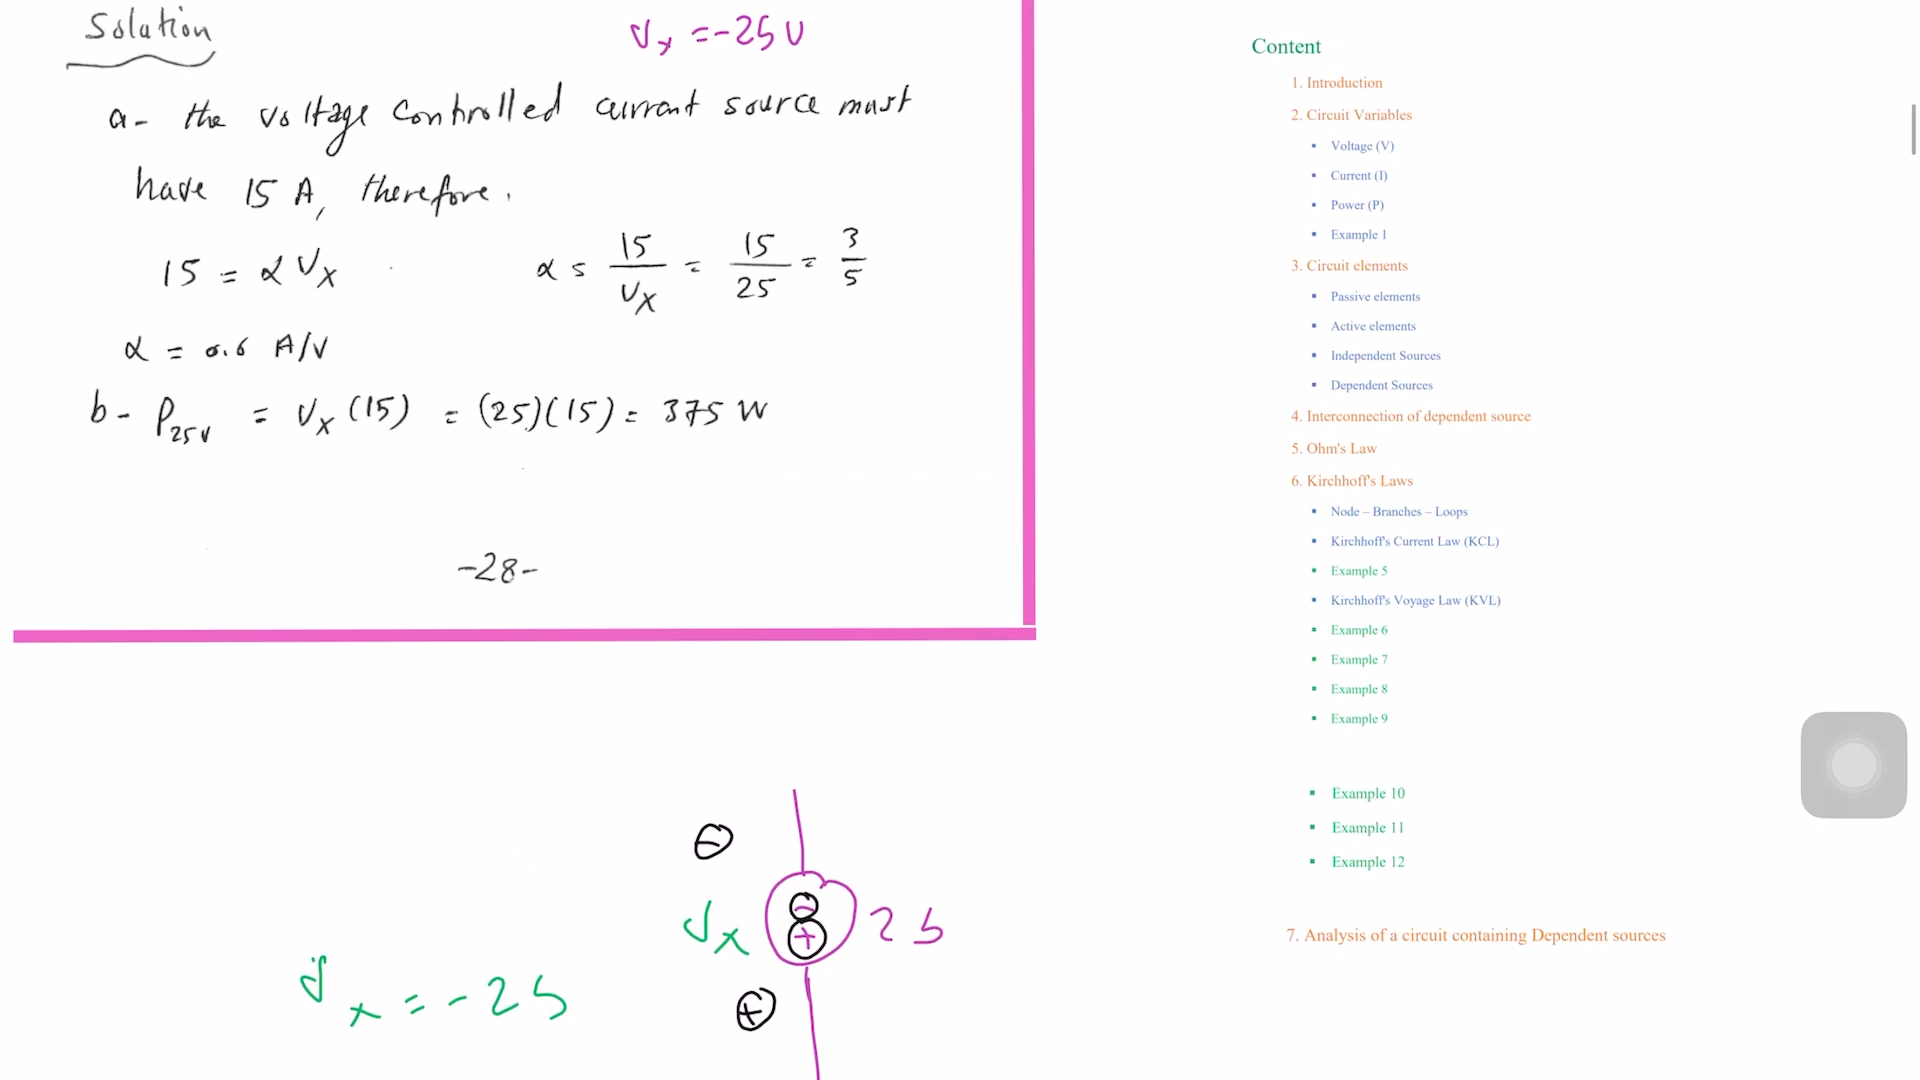 Solution
Vx = -25 V
a- the voltage controlled current source must
have 15 A, therefore.
15 = α Vx    α = 15/Vx = 15/25 = 3/5
α = 0.6 A/V
b- P25V = Vx (15) = (25)(15) = 375 W
-28-
⊖
Vx - + 25
Vx = -25
⊕
Content
1. Introduction
2. Circuit Variables
▪ Voltage (V)
▪ Current (I)
▪ Power (P)
▪ Example 1
3. Circuit elements
▪ Passive elements
▪ Active elements
▪ Independent Sources
▪ Dependent Sources
4. Interconnection of dependent source
5. Ohm's Law
6. Kirchhoff's Laws
▪ Node – Branches – Loops
▪ Kirchhoff's Current Law (KCL)
▪ Example 5
▪ Kirchhoff's Voyage Law (KVL)
▪ Example 6
▪ Example 7
▪ Example 8
▪ Example 9
▪ Example 10
▪ Example 11
▪ Example 12
7. Analysis of a circuit containing Dependent sources